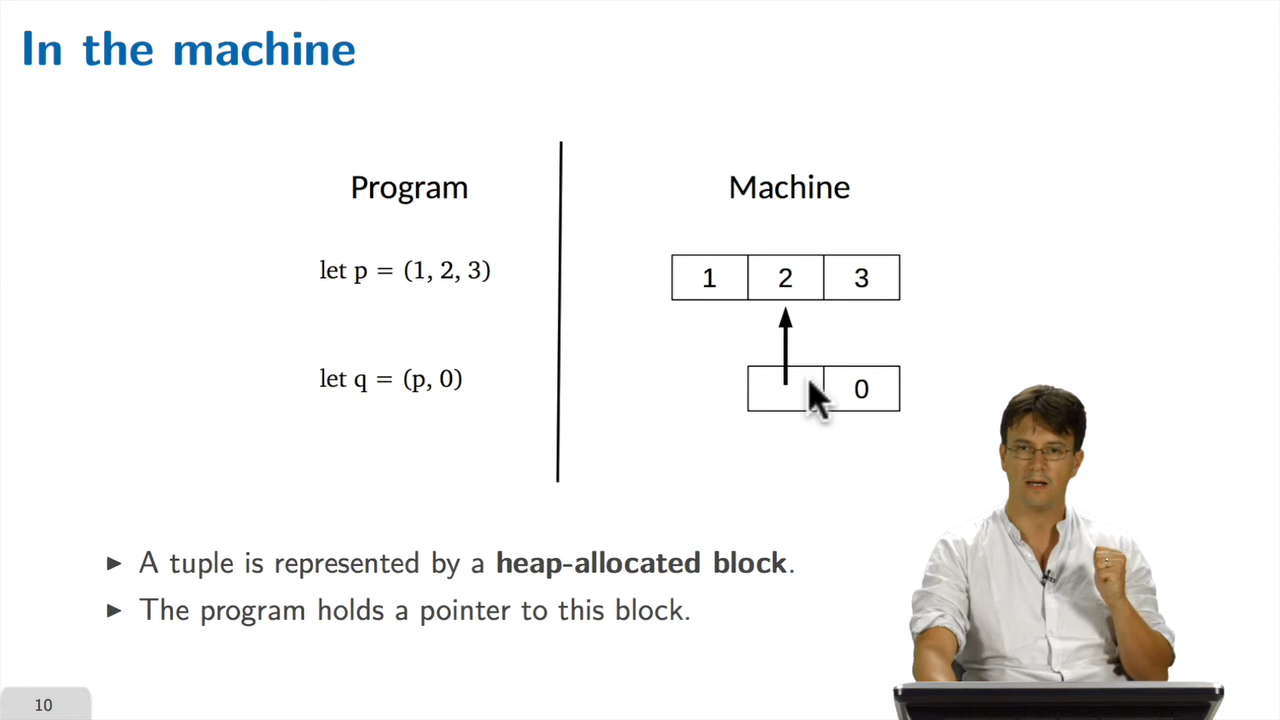 In the machine
Program
Machine
let p = (1, 2, 3)
1 2 3
let q = (p, 0)
0
▶ A tuple is represented by a heap-allocated block.
▶ The program holds a pointer to this block.
10